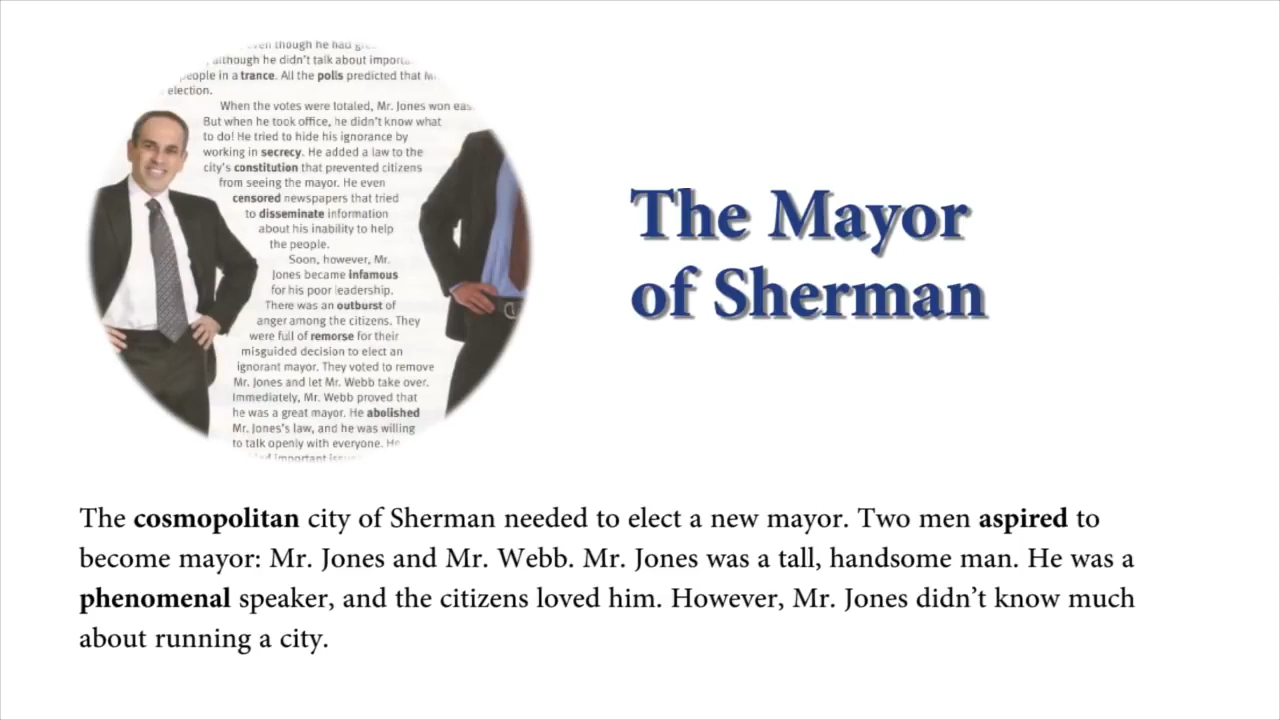 even though he had
although he didn't talk about
people in a trance. All the polls predicted that
election.
When the votes were totaled, Mr. Jones won
But when he took office, he didn't know what
to do! He tried to hide his ignorance by
working in secrecy. He added a law to the
city's constitution that prevented citizens
from seeing the mayor. He even
censored newspapers that tried
to disseminate information
about his inability to help
the people.
Soon, however, Mr.
Jones became infamous
for his poor leadership.
There was an outburst of
anger among the citizens. They
were full of remorse for their
misguided decision to elect an
ignorant mayor. They voted to remove
Mr. Jones and let Mr. Webb take over.
Immediately, Mr. Webb proved that
he was a great mayor. He abolished
Mr. Jones's law, and he was willing
to talk openly with everyone. He
important
The Mayor
of Sherman
The cosmopolitan city of Sherman needed to elect a new mayor. Two men aspired to
become mayor: Mr. Jones and Mr. Webb. Mr. Jones was a tall, handsome man. He was a
phenomenal speaker, and the citizens loved him. However, Mr. Jones didn't know much
about running a city.